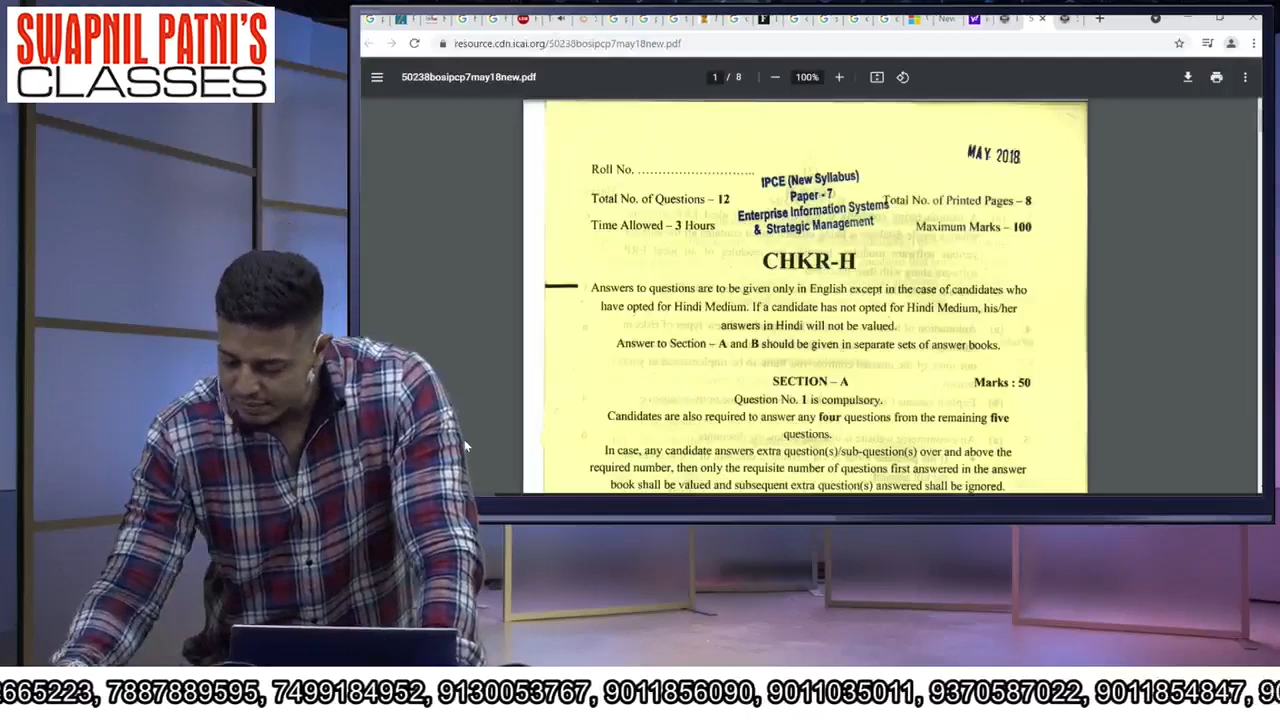 SWAPNIL PATNI'S
CLASSES
resource.cdn.icai.org/50238bosipcp7may18new.pdf
50238bosipcp7may18new.pdf
1 / 8
100%
MAY 2018
Roll No. ............................
IPCE (New Syllabus)
Paper - 7
Enterprise Information Systems
& Strategic Management
Total No. of Questions – 12
Total No. of Printed Pages – 8
Time Allowed – 3 Hours
Maximum Marks – 100
CHKR-H
Answers to questions are to be given only in English except in the case of candidates who
have opted for Hindi Medium. If a candidate has not opted for Hindi Medium, his/her
answers in Hindi will not be valued.
Answer to Section – A and B should be given in separate sets of answer books.
SECTION – A
Marks : 50
Question No. 1 is compulsory.
Candidates are also required to answer any four questions from the remaining five
questions.
In case, any candidate answers extra question(s)/sub-question(s) over and above the
required number, then only the requisite number of questions first answered in the answer
book shall be valued and subsequent extra question(s) answered shall be ignored.
665223, 7887889595, 7499184952, 9130053767, 9011856090, 9011035011, 9370587022, 9011854847,